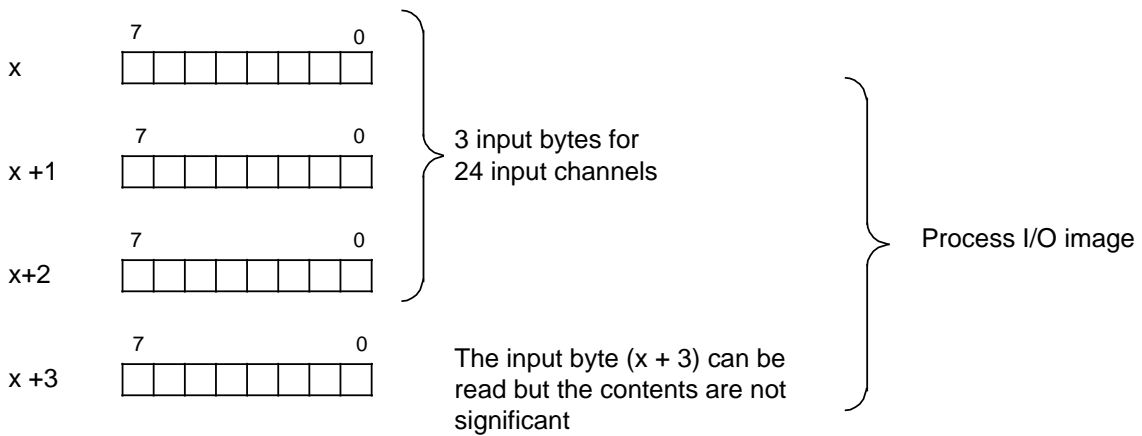 7 0
x
7 0
x +1
3 input bytes for
24 input channels
7 0
x+2
Process I/O image
7 0
x +3
The input byte (x + 3) can be
read but the contents are not
significant